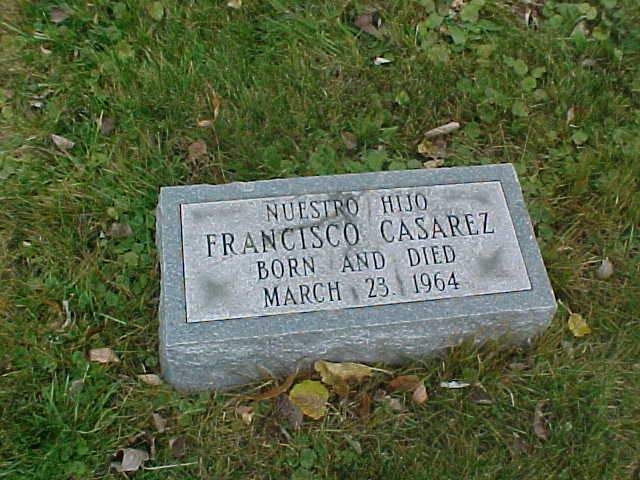 NUESTRO HIJO
FRANCISCO CASAREZ
BORN AND DIED
MARCH 23. 1964